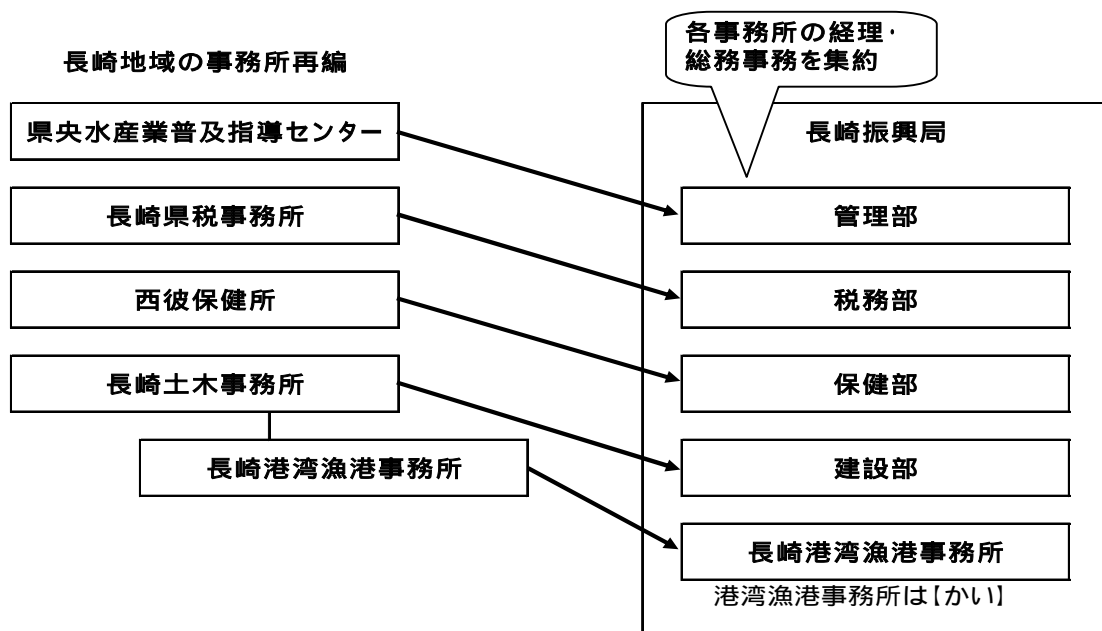 長崎地域の事務所再編
各事務所の経理・
総務事務を集約
県央水産業普及指導センター
長崎県税事務所
西彼保健所
長崎土木事務所
長崎港湾漁港事務所
長崎振興局
管理部
税務部
保健部
建設部
長崎港湾漁港事務所
港湾漁港事務所は【かい】